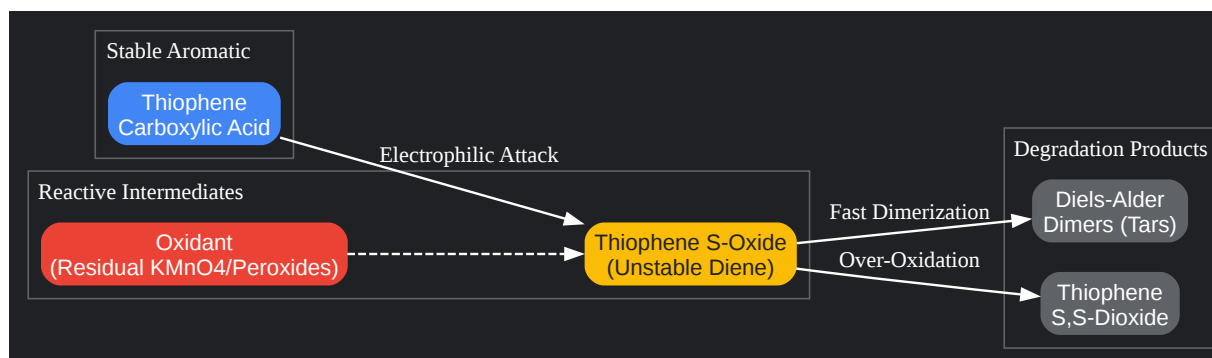 Stable Aromatic
Thiophene
Carboxylic Acid
Electrophilic Attack
Reactive Intermediates
Oxidant
(Residual KMnO4/Peroxides)
Thiophene S-Oxide
(Unstable Diene)
Fast Dimerization
Over-Oxidation
Degradation Products
Diels-Alder
Dimers (Tars)
Thiophene
S,S-Dioxide